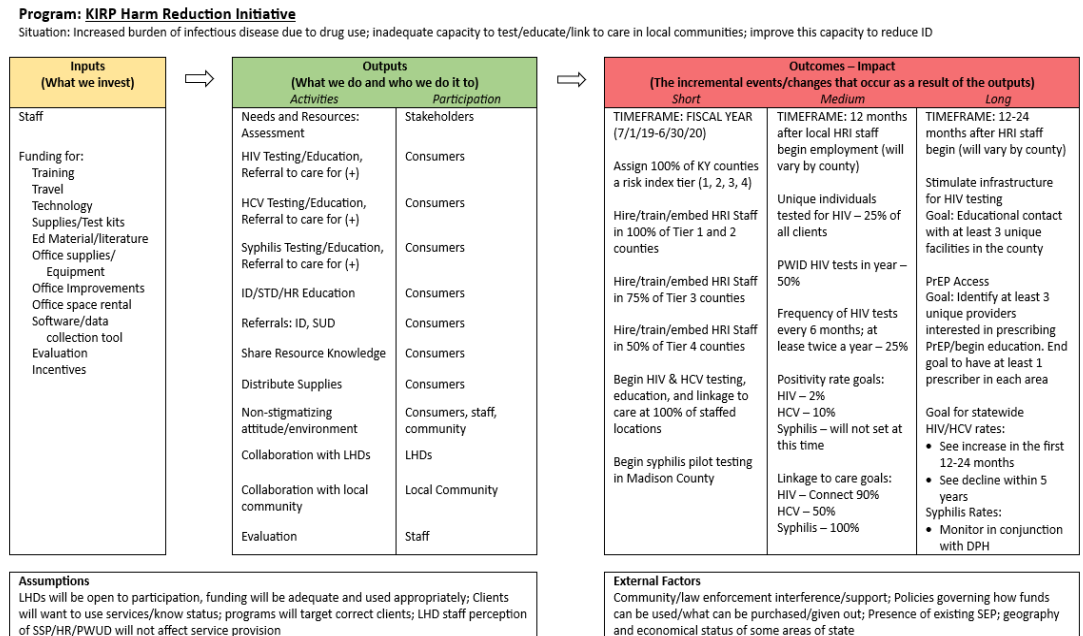 Program: KIRP Harm Reduction Initiative
Situation: Increased burden of infectious disease due to drug use; inadequate capacity to test/educate/link to care in local communities; improve this capacity to reduce ID
Inputs
(What we invest)
Staff
Funding for:
Training
Travel
Technology
Supplies/Test kits
Ed Material/literature
Office supplies/
Equipment
Office Improvements
Office space rental
Software/data
collection tool
Evaluation
Incentives
Outputs
(What we do and who we do it to)
Activities Participation
Needs and Resources: Stakeholders
Assessment
HIV Testing/Education, Consumers
Referral to care for (+)
HCV Testing/Education, Consumers
Referral to care for (+)
Syphilis Testing/Education, Consumers
Referral to care for (+)
ID/STD/HR Education Consumers
Referrals: ID, SUD Consumers
Share Resource Knowledge Consumers
Distribute Supplies Consumers
Non-stigmatizing Consumers, staff,
attitude/environment community
Collaboration with LHDs LHDs
Collaboration with local Local Community
community
Evaluation Staff
Outcomes – Impact
(The incremental events/changes that occur as a result of the outputs)
Short Medium Long
TIMEFRAME: FISCAL YEAR
(7/1/19-6/30/20)
Assign 100% of KY counties
a risk index tier (1, 2, 3, 4)
Hire/train/embed HRI Staff
in 100% of Tier 1 and 2
counties
Hire/train/embed HRI Staff
in 75% of Tier 3 counties
Hire/train/embed HRI Staff
in 50% of Tier 4 counties
Begin HIV & HCV testing,
education, and linkage to
care at 100% of staffed
locations
Begin syphilis pilot testing
in Madison County
TIMEFRAME: 12 months
after local HRI staff
begin employment (will
vary by county)
Unique individuals
tested for HIV – 25% of
all clients
PWID HIV tests in year –
50%
Frequency of HIV tests
every 6 months; at
lease twice a year – 25%
Positivity rate goals:
HIV – 2%
HCV – 10%
Syphilis – will not set at
this time
Linkage to care goals:
HIV – Connect 90%
HCV – 50%
Syphilis – 100%
TIMEFRAME: 12-24
months after HRI staff
begin (will vary by county)
Stimulate infrastructure
for HIV testing
Goal: Educational contact
with at least 3 unique
facilities in the county
PrEP Access
Goal: Identify at least 3
unique providers
interested in prescribing
PrEP/begin education. End
goal to have at least 1
prescriber in each area
Goal for statewide
HIV/HCV rates:
• See increase in the first
12-24 months
• See decline within 5
years
Syphilis Rates:
• Monitor in conjunction
with DPH
Assumptions
LHDs will be open to participation, funding will be adequate and used appropriately; Clients
will want to use services/know status; programs will target correct clients; LHD staff perception
of SSP/HR/PWUD will not affect service provision
External Factors
Community/law enforcement interference/support; Policies governing how funds
can be used/what can be purchased/given out; Presence of existing SEP; geography
and economical status of some areas of state